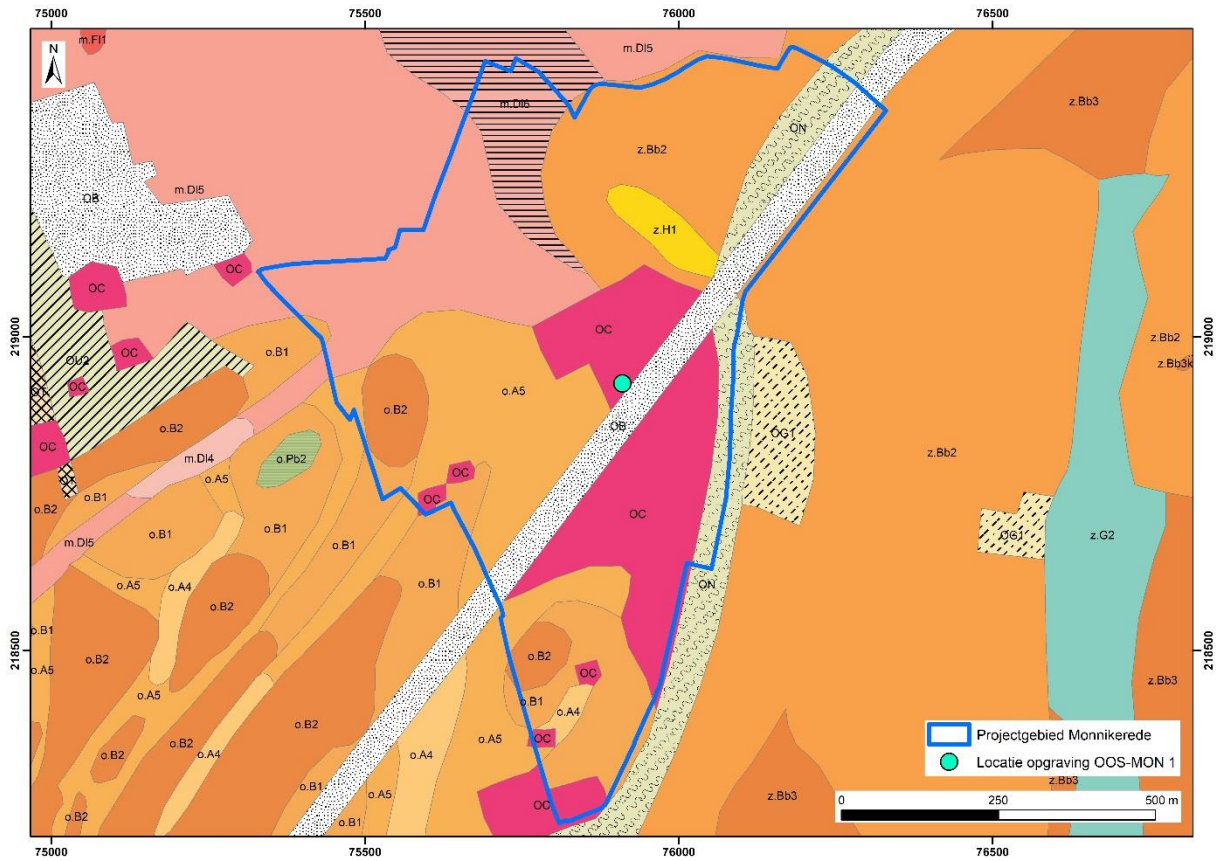 75000
75500
76000
76500
m.Fl1
N
m.Dl5
m.Dl6
z.Bb3
ON
z.Bb2
OB
m.Dl5
z.H1
OC
OC
219000
OC
219000
z.Bb2
o.B1
OC
OU2
z.Bb3k
OC
o.A5
o.B2
OB
o.B2
OG1
OC
z.Bb2
m.Dl4
o.Pb2
OC
o.A5
o.B1
OC
o.B2
OC
o.B1
o.B1
z.G2
OG1
o.B1
m.Dl5
o.A5
o.A4
o.B1
ON
o.B2
o.B1
218500
218500
o.B2
o.B2
OC
o.A5
z.Bb3
o.A5
o.B1
o.A4
o.B2
o.A5
OC
o.B2
o.B2
o.A4
o.A4
Projectgebied Monnikerede
Locatie opgraving OOS-MON 1
z.Bb3
o.B1
o.A5
z.Bb3
OC
0
250
500 m
o.B2
o.B1
75000
75500
76000
76500